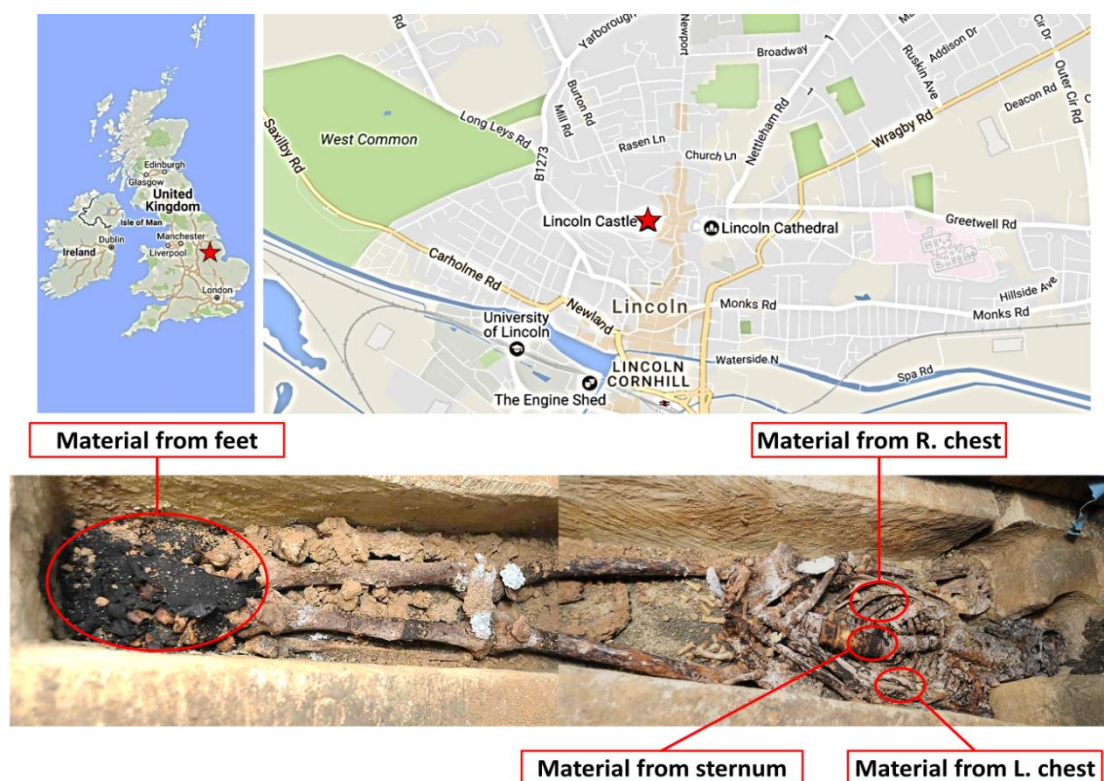 Edinburgh
Glasgow
United
Kingdom
Isle of Man
Dublin
Ireland
Manchester
Liverpool
London
Saxilby Rd
West Common
Long Leys Rd
Yarborough
Burton Rd
Mill Rd
B1273
Rasen Ln
Newport
Church Ln
Broadway
1
1
Nettleham Rd
Ruskin Ave
Addison Dr
Outer Cir Rd
Cir Dr
Deacon Rd
Wragby Rd
Lincoln Castle
Lincoln Cathedral
Greetwell Rd
Carholme Rd
Newland
Lincoln
Monks Rd
Monks Rd
Hillside Ave
University
of Lincoln
LINCOLN
CORNHILL
The Engine Shed
Waterside N
Spa Rd
Material from feet
Material from R. chest
Material from sternum
Material from L. chest